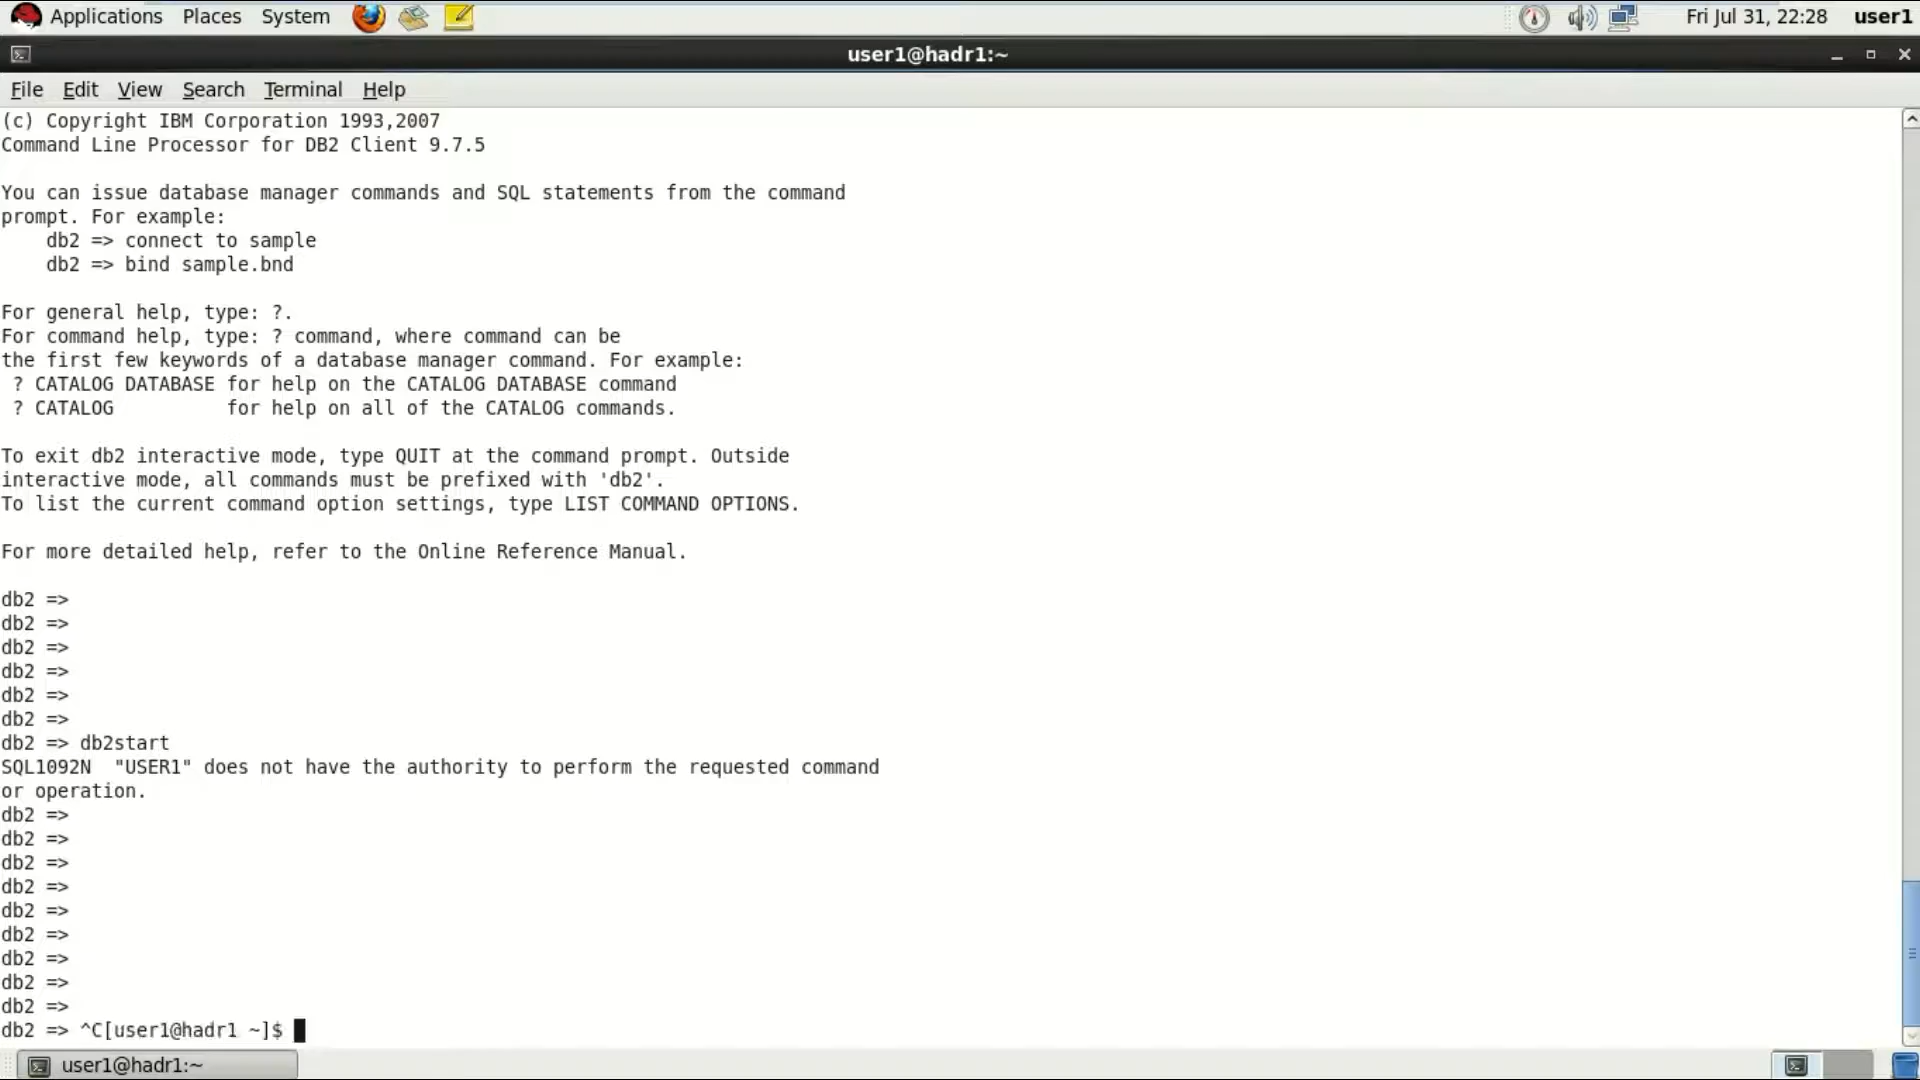 Applications Places System Fri Jul 31, 22:28 user1
user1@hadr1:~
File Edit View Search Terminal Help
(c) Copyright IBM Corporation 1993,2007
Command Line Processor for DB2 Client 9.7.5
You can issue database manager commands and SQL statements from the command
prompt. For example:
    db2 => connect to sample
    db2 => bind sample.bnd
For general help, type: ?.
For command help, type: ? command, where command can be
the first few keywords of a database manager command. For example:
 ? CATALOG DATABASE for help on the CATALOG DATABASE command
 ? CATALOG          for help on all of the CATALOG commands.
To exit db2 interactive mode, type QUIT at the command prompt. Outside
interactive mode, all commands must be prefixed with 'db2'.
To list the current command option settings, type LIST COMMAND OPTIONS.
For more detailed help, refer to the Online Reference Manual.
db2 =>
db2 =>
db2 =>
db2 =>
db2 =>
db2 =>
db2 => db2start
SQL1092N  "USER1" does not have the authority to perform the requested command
or operation.
db2 =>
db2 =>
db2 =>
db2 =>
db2 =>
db2 =>
db2 =>
db2 =>
db2 =>
db2 => ^C[user1@hadr1 ~]$
user1@hadr1:~